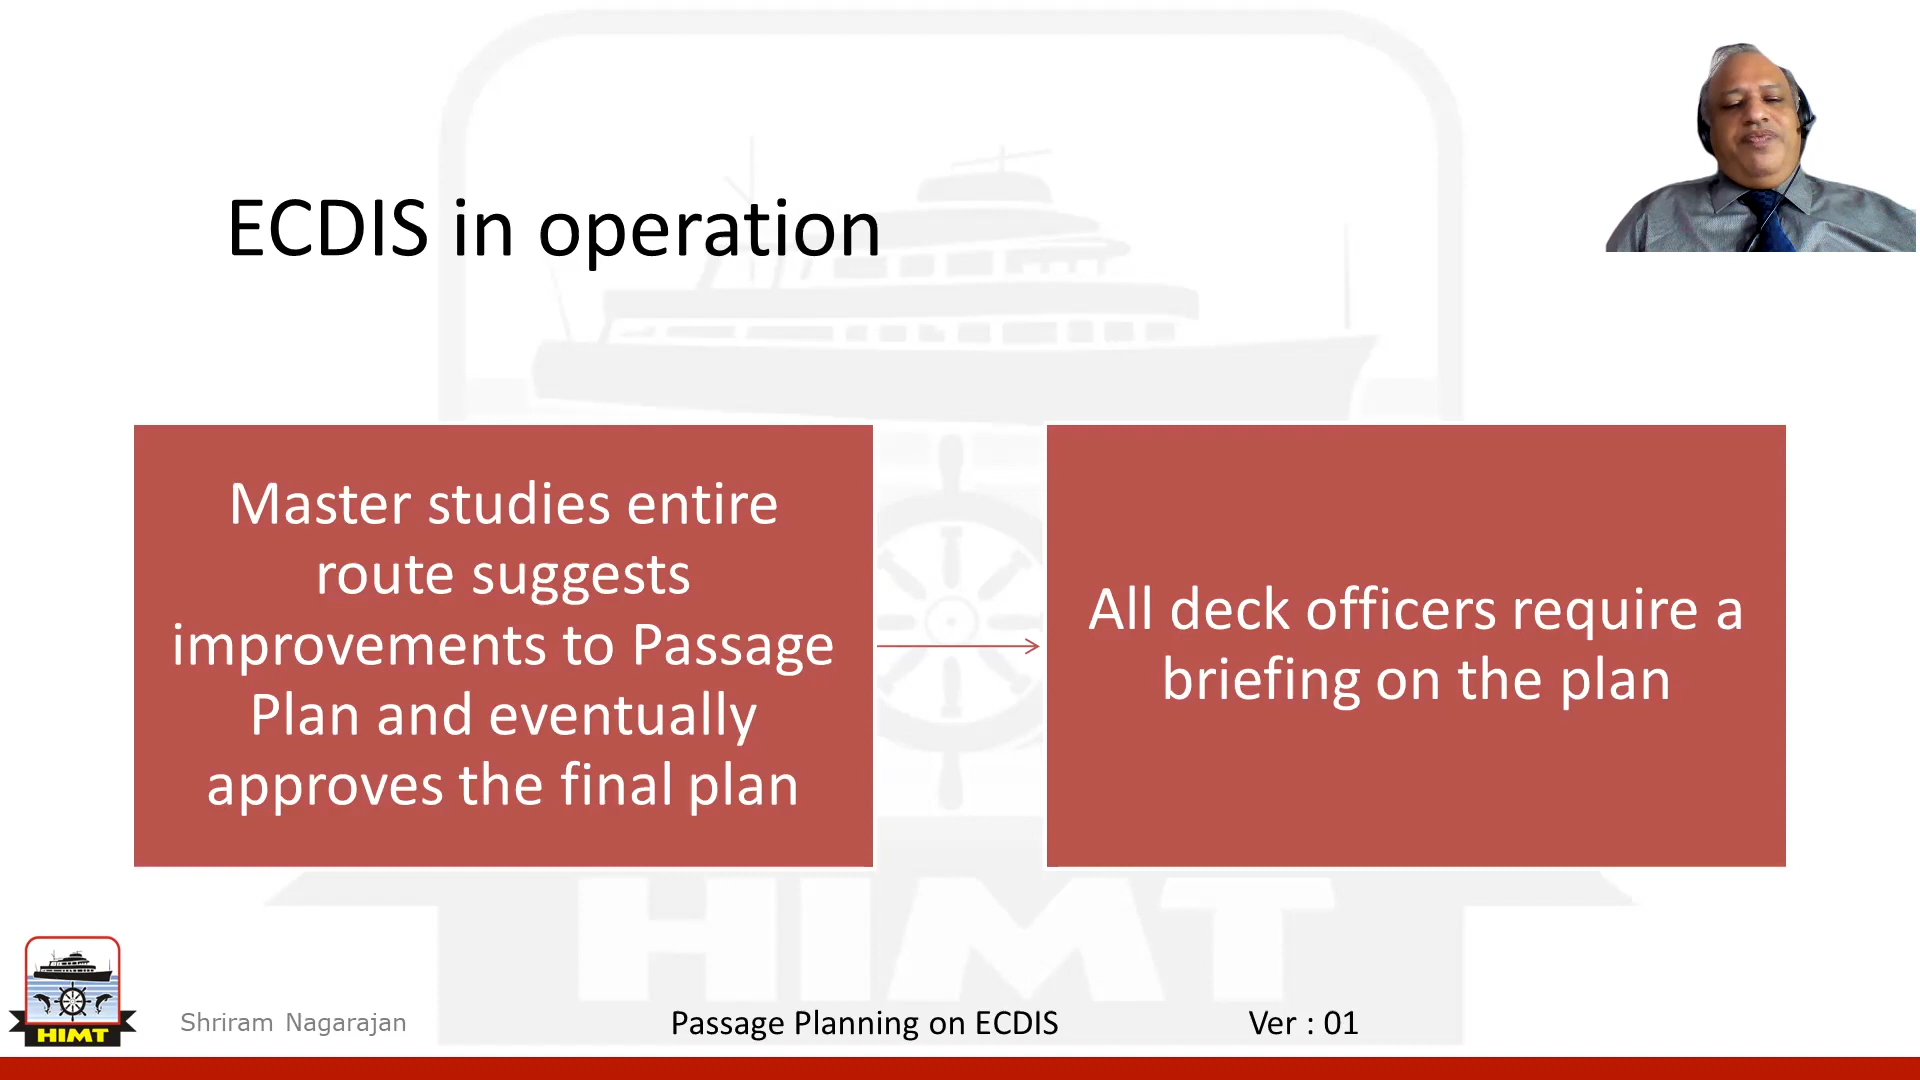 ECDIS in operation
Master studies entire
route suggests
improvements to Passage
Plan and eventually
approves the final plan
All deck officers require a
briefing on the plan
HIMT
HIMT
Shriram Nagarajan
Passage Planning on ECDIS
Ver : 01